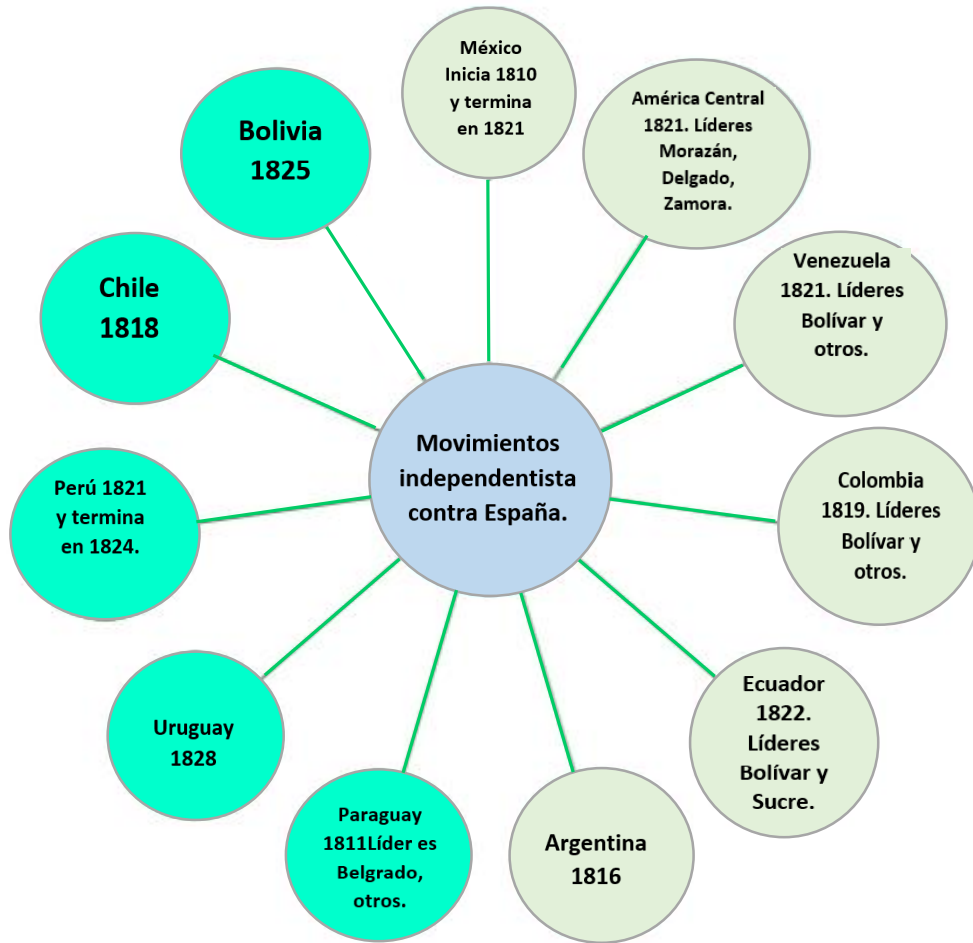 México
Inicia 1810
y termina
en 1821
América Central
1821. Líderes
Morazán,
Delgado,
Zamora.
Venezuela
1821. Líderes
Bolívar y
otros.
Colombia
1819. Líderes
Bolívar y
otros.
Ecuador
1822.
Líderes
Bolívar y
Sucre.
Argentina
1816
Paraguay
1811Líder es
Belgrado,
otros.
Uruguay
1828
Perú 1821
y termina
en 1824.
Chile
1818
Bolivia
1825
Movimientos
independentista
contra España.